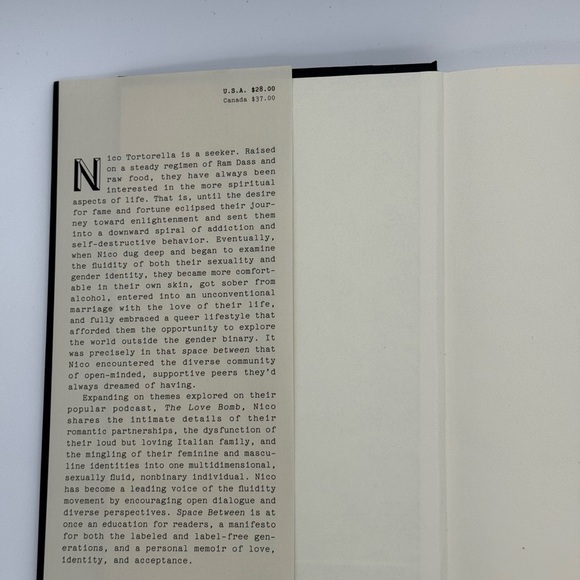 U.S.A. $28.00
Canada $37.00
Nico Tortorella is a seeker. Raised
on a steady regimen of Ram Dass and
raw food, they have always been
interested in the more spiritual
aspects of life. That is, until the desire
for fame and fortune eclipsed their jour-
ney toward enlightenment and sent them
into a downward spiral of addiction and
self-destructive behavior. Eventually,
when Nico dug deep and began to examine
the fluidity of both their sexuality and
gender identity, they became more comfort-
able in their own skin, got sober from
alcohol, entered into an unconventional
marriage with the love of their life,
and fully embraced a queer lifestyle that
afforded them the opportunity to explore
the world outside the gender binary. It
was precisely in that space between that
Nico encountered the diverse community
of open-minded, supportive peers they'd
always dreamed of having.
Expanding on themes explored on their
popular podcast, The Love Bomb, Nico
shares the intimate details of their
romantic partnerships, the dysfunction of
their loud but loving Italian family, and
the mingling of their feminine and mascu-
line identities into one multidimensional,
sexually fluid, nonbinary individual. Nico
has become a leading voice of the fluidity
movement by encouraging open dialogue and
diverse perspectives. Space Between is at
once an education for readers, a manifesto
for both the labeled and label-free gen-
erations, and a personal memoir of love,
identity, and acceptance.